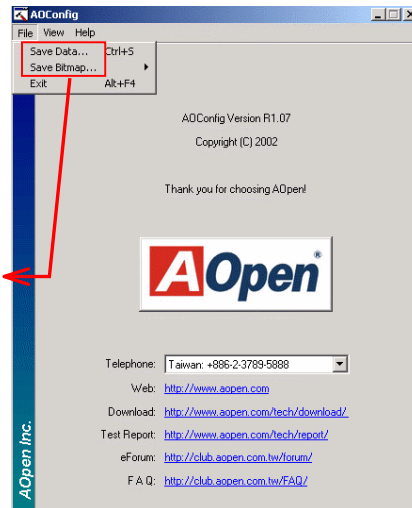 AOConfig
File View Help
Save Data... Ctrl+S
Save Bitmap...
Exit Alt+F4
AOConfig Version R1.07
Copyright (C) 2002
Thank you for choosing AOpen!
AOpen®
Telephone: Taiwan: +886-2-3789-5888
Web: http://www.aopen.com
Download: http://www.aopen.com/tech/download/
Test Report: http://www.aopen.com/tech/report/
eForum: http://club.aopen.com.tw/forum/
F A Q: http://club.aopen.com.tw/FAQ/
AOpen Inc.